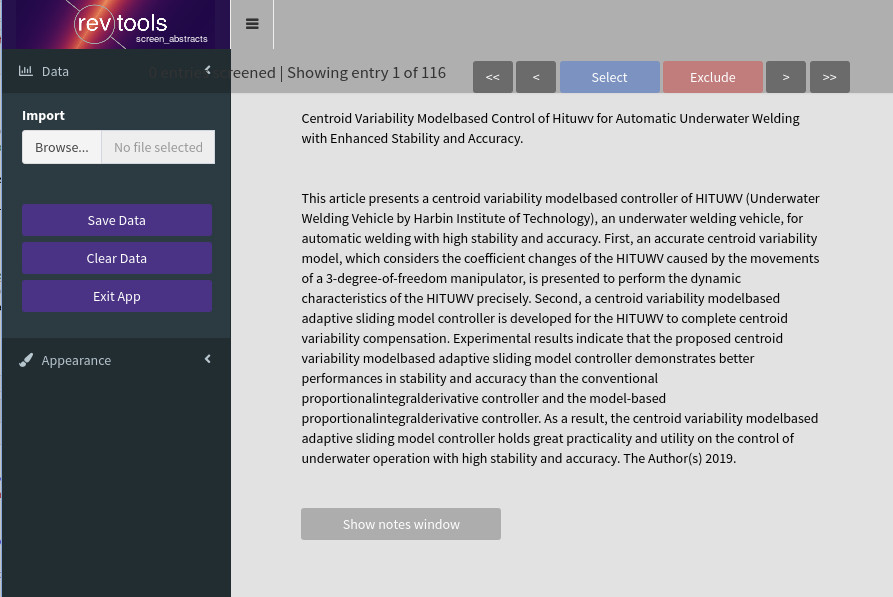 revtools
screen_abstracts
Data
0 entries screened | Showing entry 1 of 116
<<
<
Select
Exclude
>
>>
Import
Browse...
No file selected
Save Data
Clear Data
Exit App
Appearance
Centroid Variability Modelbased Control of Hituwv for Automatic Underwater Welding
with Enhanced Stability and Accuracy.
This article presents a centroid variability modelbased controller of HITUWV (Underwater
Welding Vehicle by Harbin Institute of Technology), an underwater welding vehicle, for
automatic welding with high stability and accuracy. First, an accurate centroid variability
model, which considers the coefficient changes of the HITUWV caused by the movements
of a 3-degree-of-freedom manipulator, is presented to perform the dynamic
characteristics of the HITUWV precisely. Second, a centroid variability modelbased
adaptive sliding model controller is developed for the HITUWV to complete centroid
variability compensation. Experimental results indicate that the proposed centroid
variability modelbased adaptive sliding model controller demonstrates better
performances in stability and accuracy than the conventional
proportionalintegralderivative controller and the model-based
proportionalintegralderivative controller. As a result, the centroid variability modelbased
adaptive sliding model controller holds great practicality and utility on the control of
underwater operation with high stability and accuracy. The Author(s) 2019.
Show notes window